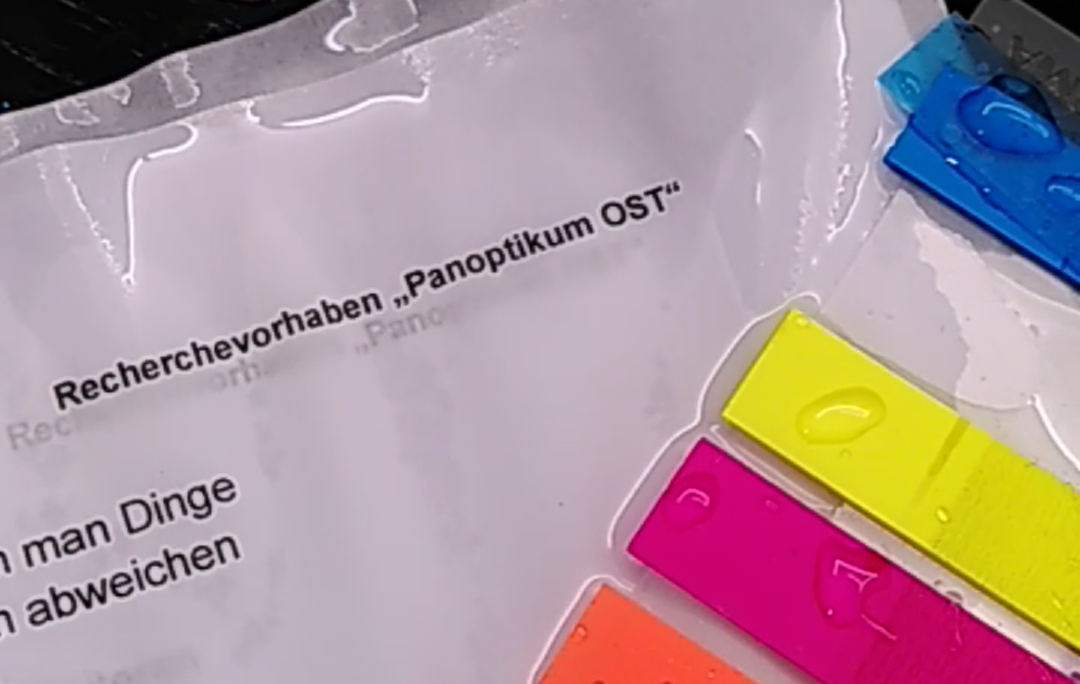 Recherchevorhaben „Panoptikum OST“
man Dinge
abweichen